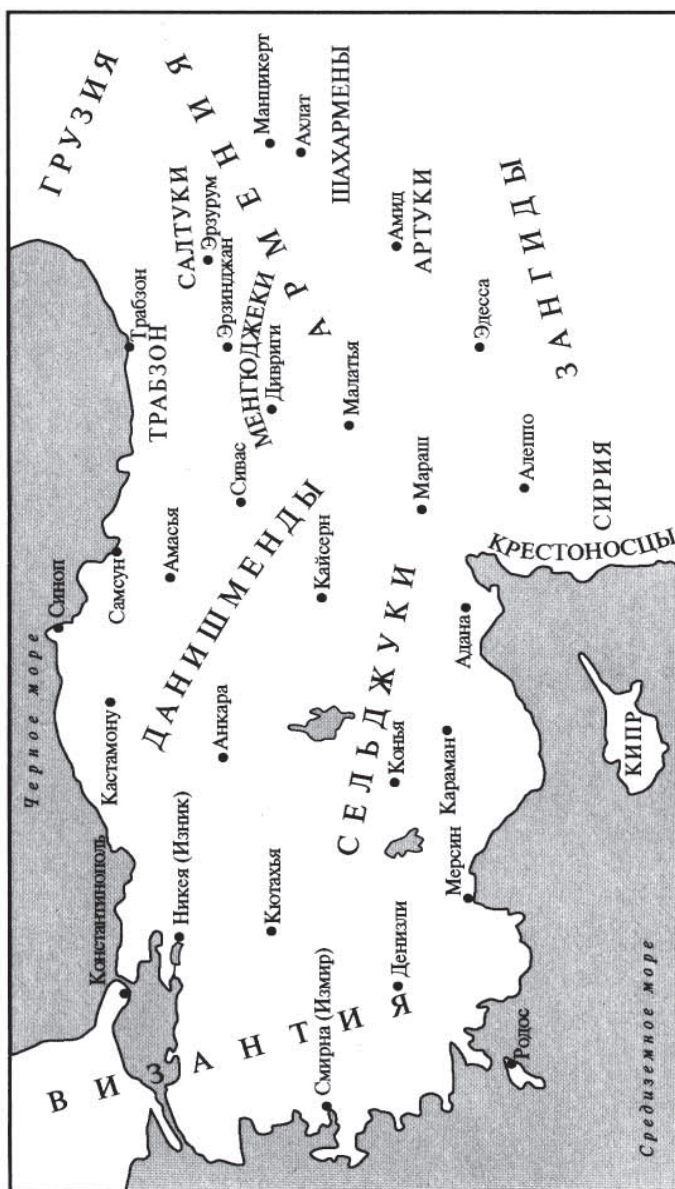 Черное море
Средиземное море
ГРУЗИЯ
АРМЕНИЯ
ВИЗАНТИЯ
ДАНИШМЕНДЫ
СЕЛЬДЖУКИ
ЗАНГИДЫ
САЛТУКИ
МЕНГЮДЖЕКИ
ШАХАРМЕНЫ
АРТУКИ
ТРАБЗОН
СИРИЯ
КРЕСТОНОСЦЫ
КИПР
Константинополь
Никея (Изник)
Кастамону
Синоп
Самсун
Амасья
Трабзон
Эрзурум
Эрзинджан
Манцикерт
Ахлат
Сивас
Дивриги
Анкара
Кютахья
Кайсерн
Малатья
Амид
Смирна (Измир)
Денизли
Конья
Караман
Мерсин
Адана
Мараш
Эдесса
Алеппо
Родос